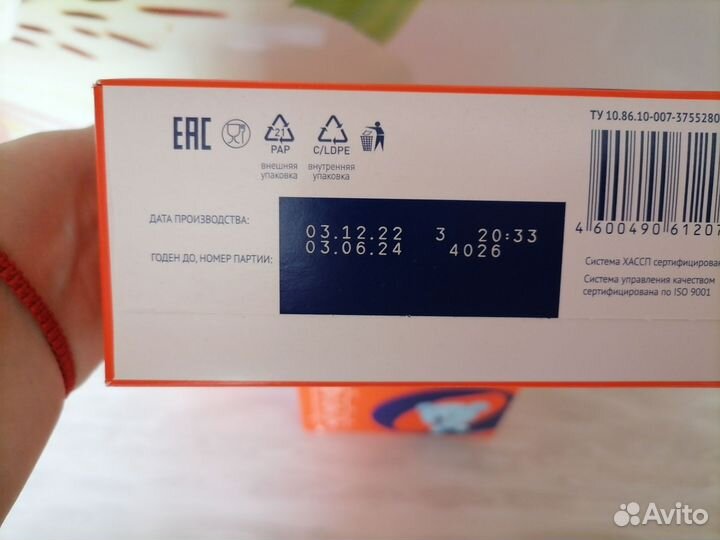 ТУ 10.86.10-007-3755280
EAC
21
PAP
C/LDPE
внешняя упаковка
внутренняя упаковка
4 600490 61207
ДАТА ПРОИЗВОДСТВА:
03.12.22 3 20:33
ГОДЕН ДО, НОМЕР ПАРТИИ:
03.06.24 4026
Система ХАССП сертифицирован
Система управления качеством
сертифицирована по ISO 9001
Avito